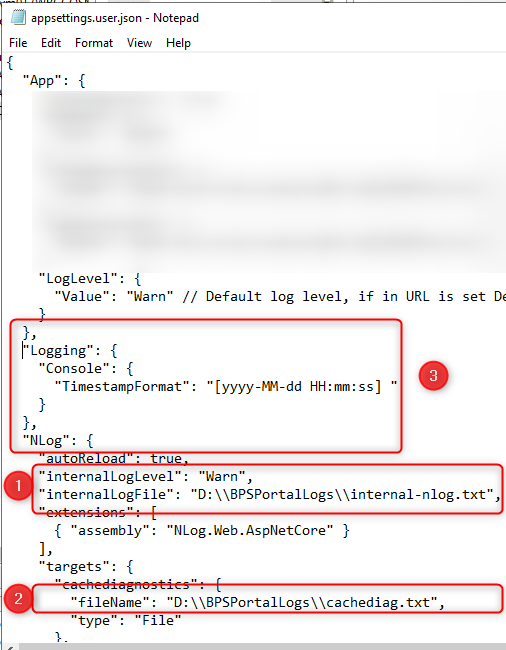 appsettings.user.json - Notepad
File Edit Format View Help
{
"App": {
"LogLevel": {
"Value": "Warn" // Default log level, if in URL is set De
}
},
"Logging": {
"Console": {
"TimestampFormat": "[yyyy-MM-dd HH:mm:ss] "
}
},
3
"NLog": {
"autoReload": true,
1
"internalLogLevel": "Warn",
"internalLogFile": "D:\\BPSPortalLogs\\internal-nlog.txt",
"extensions": [
{ "assembly": "NLog.Web.AspNetCore" }
],
"targets": {
"cachediagnostics": {
2
"fileName": "D:\\BPSPortalLogs\\cachediag.txt",
"type": "File"
},